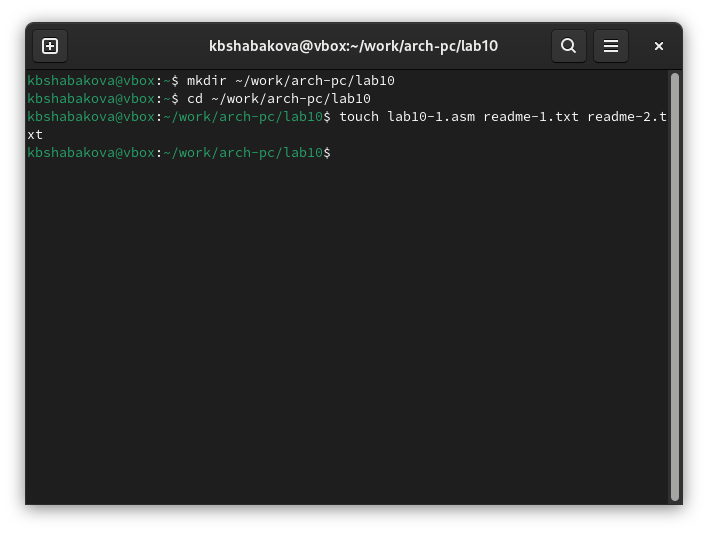 kbshabakova@vbox:~/work/arch-pc/lab10
kbshabakova@vbox:~$ mkdir ~/work/arch-pc/lab10
kbshabakova@vbox:~$ cd ~/work/arch-pc/lab10
kbshabakova@vbox:~/work/arch-pc/lab10$ touch lab10-1.asm readme-1.txt readme-2.t
xt
kbshabakova@vbox:~/work/arch-pc/lab10$